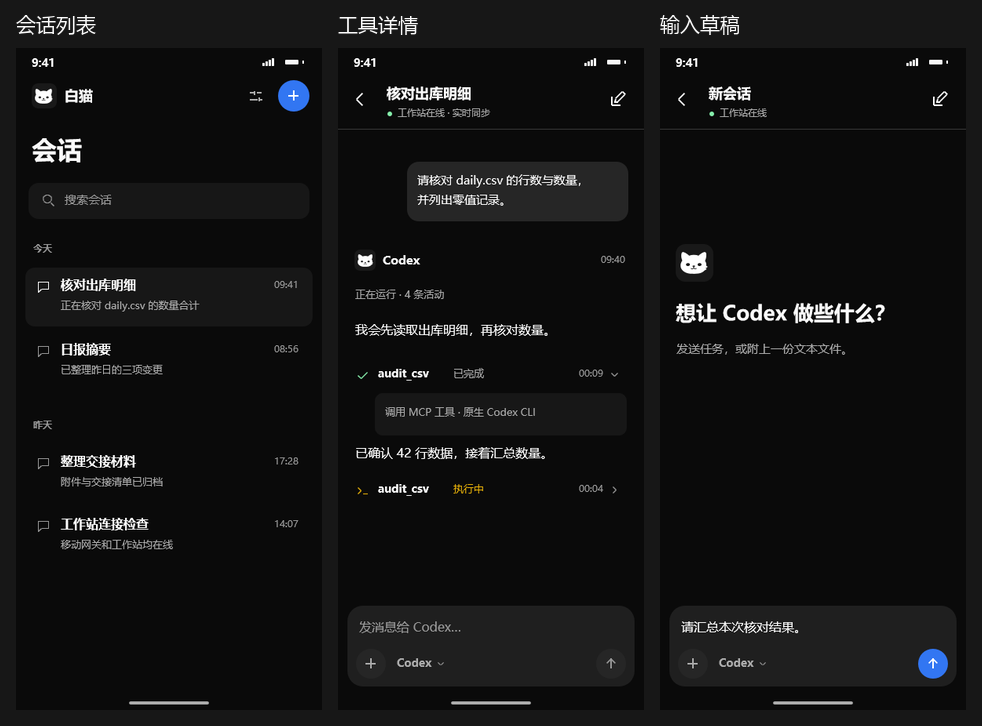 会话列表
9:41
白猫
会话
搜索会话
今天
核对出库明细 09:41
正在核对 daily.csv 的数量合计
日报摘要 08:56
已整理昨日的三项变更
昨天
整理交接材料 17:28
附件与交接清单已归档
工作站连接检查 14:07
移动网关和工作站均在线
工具详情
9:41
核对出库明细
工作站在线 · 实时同步
请核对 daily.csv 的行数与数量，
并列出零值记录。
Codex 09:40
正在运行 · 4 条活动
我会先读取出库明细，再核对数量。
audit_csv 已完成 00:09
调用 MCP 工具 · 原生 Codex CLI
已确认 42 行数据，接着汇总数量。
audit_csv 执行中 00:04
发消息给 Codex...
Codex
输入草稿
9:41
新会话
工作站在线
想让 Codex 做些什么？
发送任务，或附上一份文本文件。
请汇总本次核对结果。
Codex